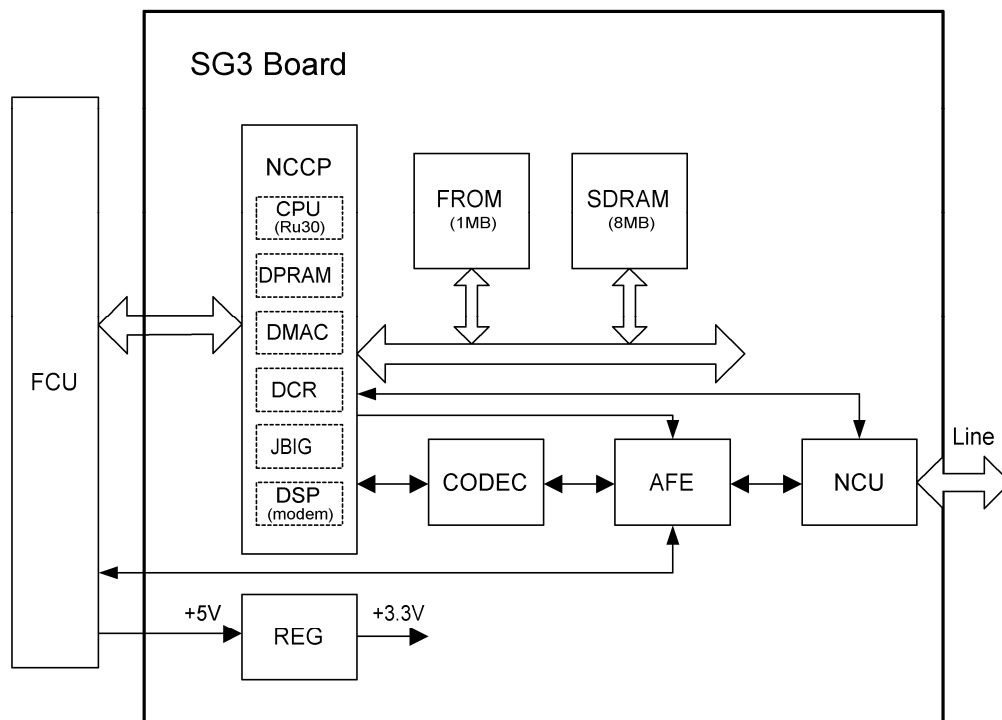 SG3 Board
FCU
NCCP
CPU
(Ru30)
DPRAM
DMAC
DCR
JBIG
DSP
(modem)
FROM
(1MB)
SDRAM
(8MB)
CODEC
AFE
NCU
Line
+5V
REG
+3.3V